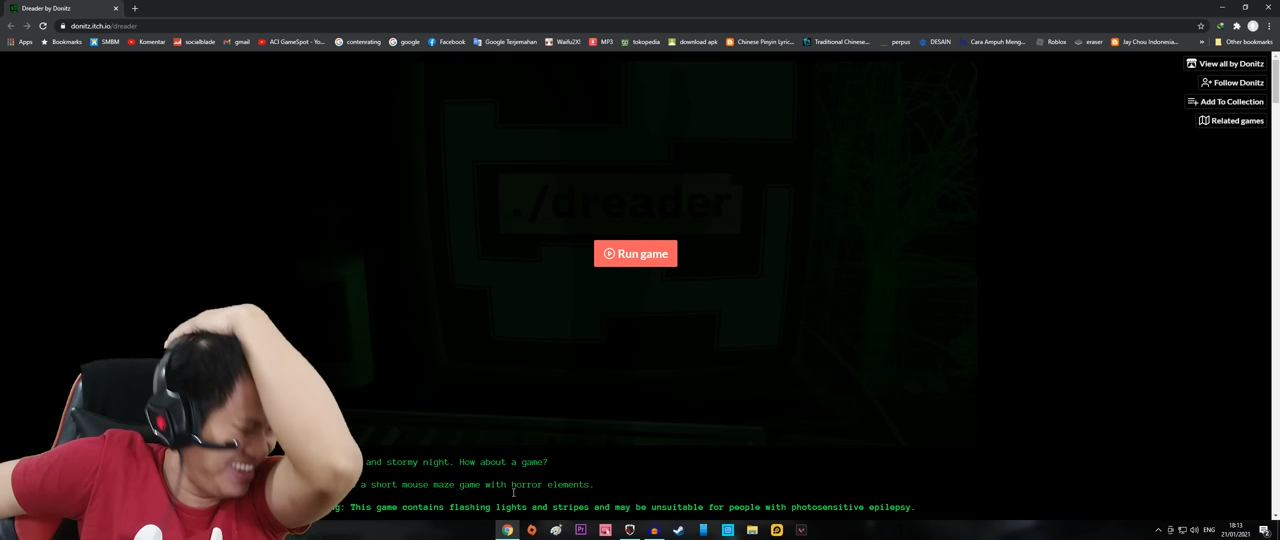 Dreader by Donitz
donitz.itch.io/dreader
Apps Bookmarks SMBM Komentar socialblade gmail ACI GameSpot - Yo... contenrating google Facebook Google Terjemahan Waifu2X! MP3 tokopedia download apk Chinese Pinyin Lyric... Traditional Chinese... perpus DESAIN Cara Ampuh Meng... Roblox eraser Jay Chou Indonesia... » Other bookmarks
View all by Donitz
Follow Donitz
Add To Collection
Related games
./dreader
Run game
and stormy night. How about a game?
a short mouse maze game with horror elements.
This game contains flashing lights and stripes and may be unsuitable for people with photosensitive epilepsy.
ENG
18:13
21/01/2021